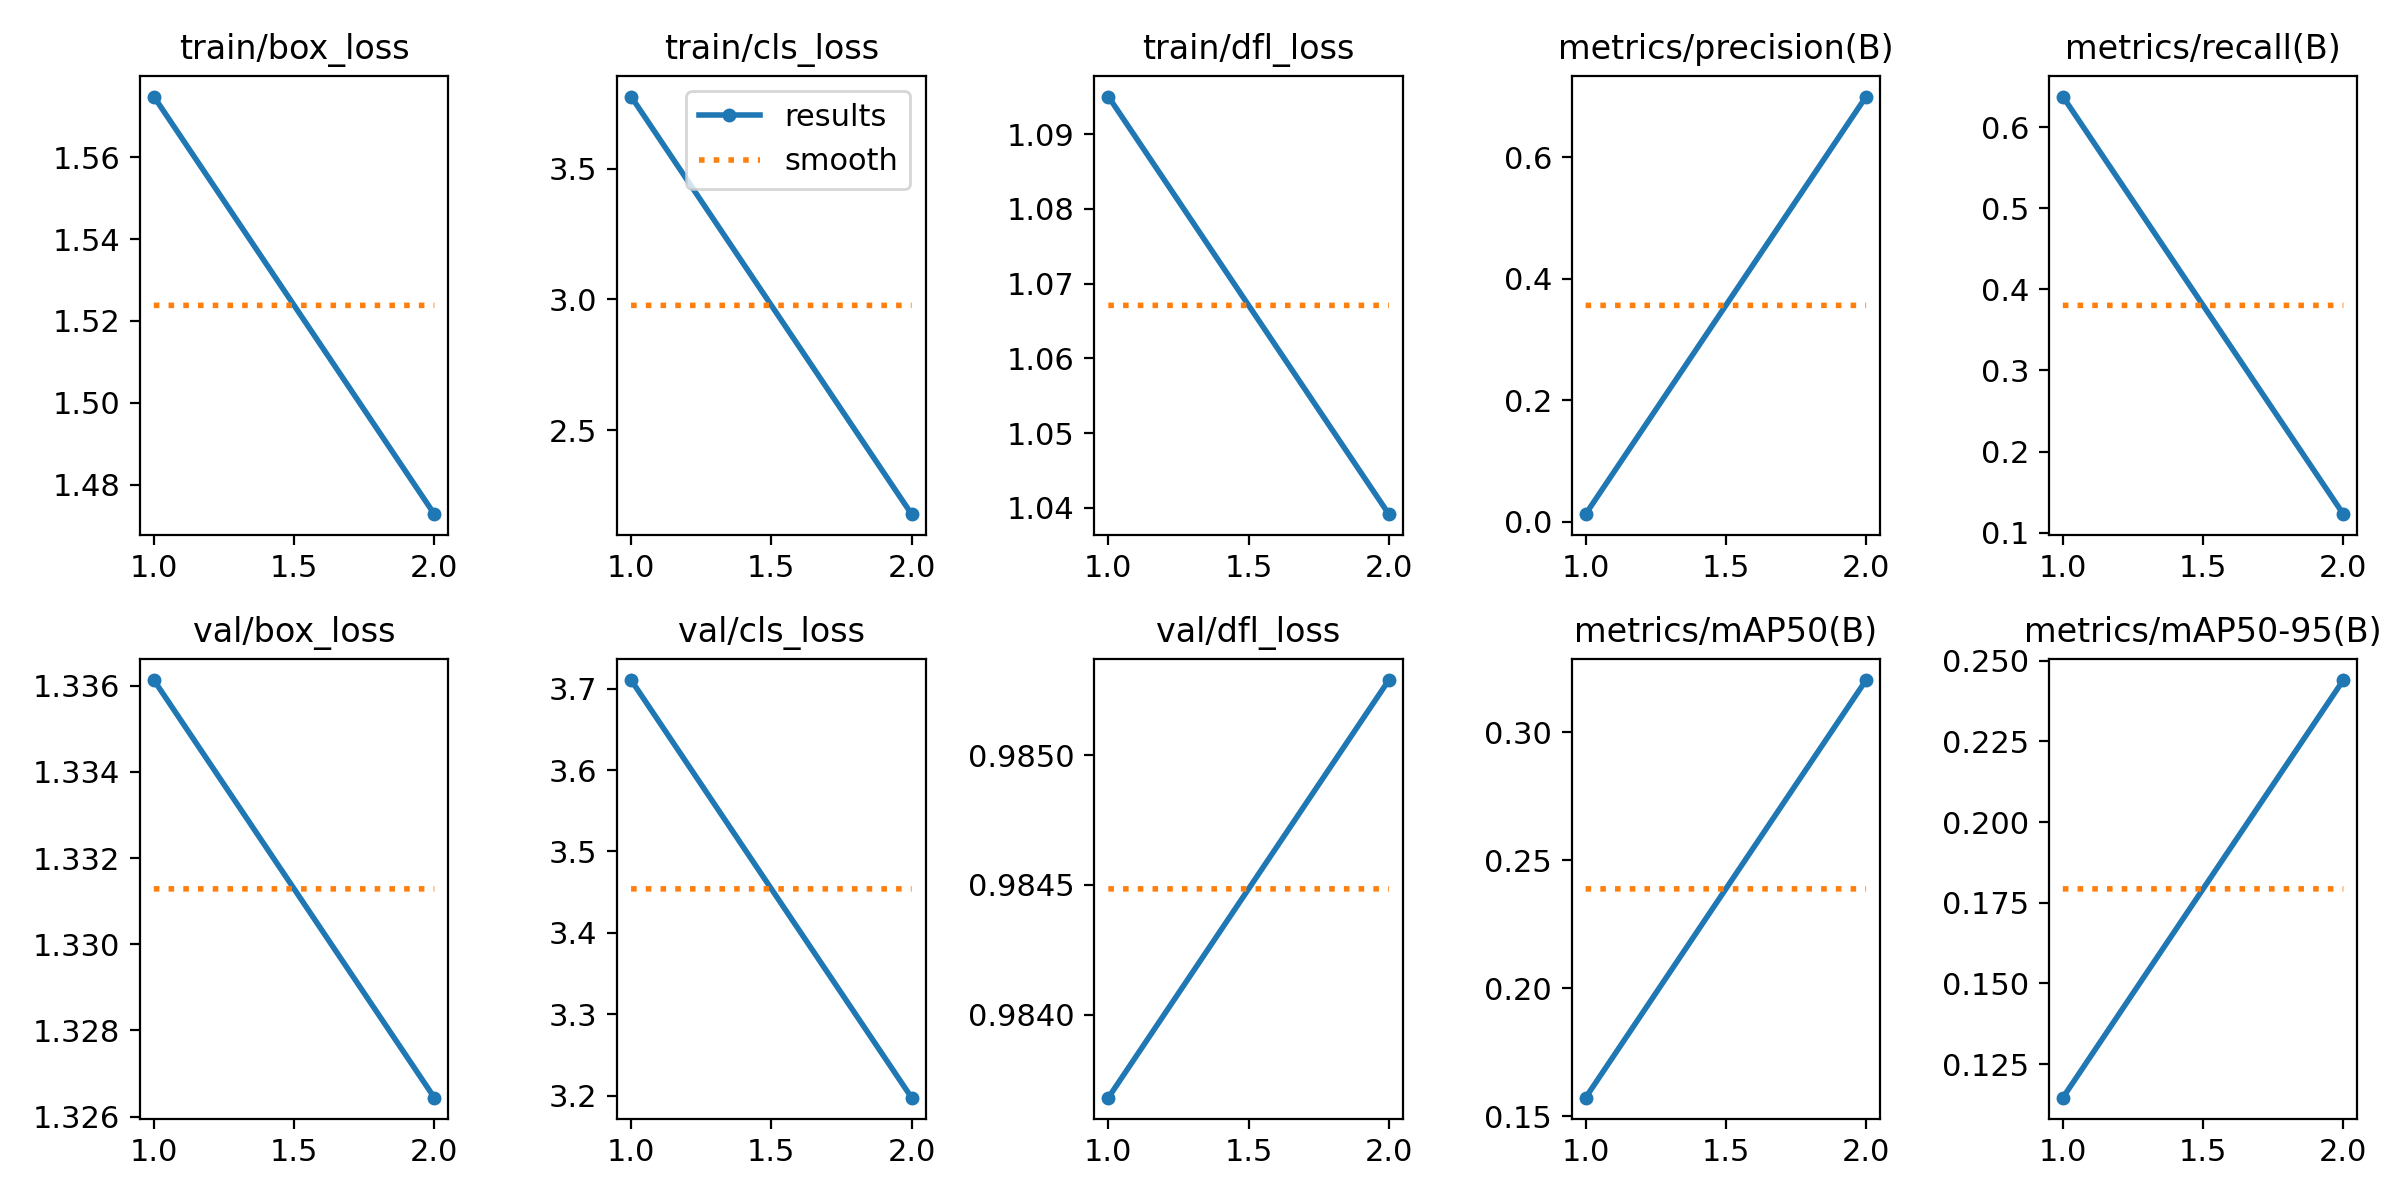 train/box_loss
1.56
1.54
1.52
1.50
1.48
1.0 1.5 2.0
train/cls_loss
results
smooth
3.5
3.0
2.5
1.0 1.5 2.0
train/dfl_loss
1.09
1.08
1.07
1.06
1.05
1.04
1.0 1.5 2.0
metrics/precision(B)
0.6
0.4
0.2
0.0
1.0 1.5 2.0
metrics/recall(B)
0.6
0.5
0.4
0.3
0.2
0.1
1.0 1.5 2.0
val/box_loss
1.336
1.334
1.332
1.330
1.328
1.326
1.0 1.5 2.0
val/cls_loss
3.7
3.6
3.5
3.4
3.3
3.2
1.0 1.5 2.0
val/dfl_loss
0.9850
0.9845
0.9840
1.0 1.5 2.0
metrics/mAP50(B)
0.30
0.25
0.20
0.15
1.0 1.5 2.0
metrics/mAP50-95(B)
0.250
0.225
0.200
0.175
0.150
0.125
1.0 1.5 2.0